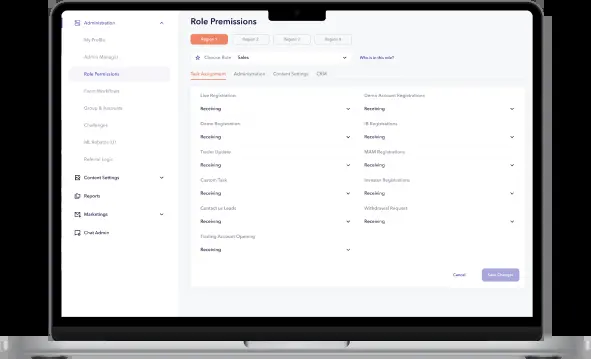 Administration
My Profile
Admin Manager
Role Permissions
Form Workflows
Group & Accounts
Challenges
Referral Logic
Content Settings
Reports
Marketings
Chat Admin
Role Premissions
Region 1 Region 2 Region 3 Region 4
Choose Role Sales Who is in this role?
Task Assignment Administration Content Settings CRM
Live Registration Demo Account Registrations
Receiving Receiving
Demo Registration IB Registrations
Receiving Receiving
Trader Update MAM Registrations
Receiving Receiving
Custom Task Investor Registrations
Receiving Receiving
Contact us Leads Withdrawal Request
Receiving Receiving
Trading Account Opening
Receiving
Cancel Save Changes